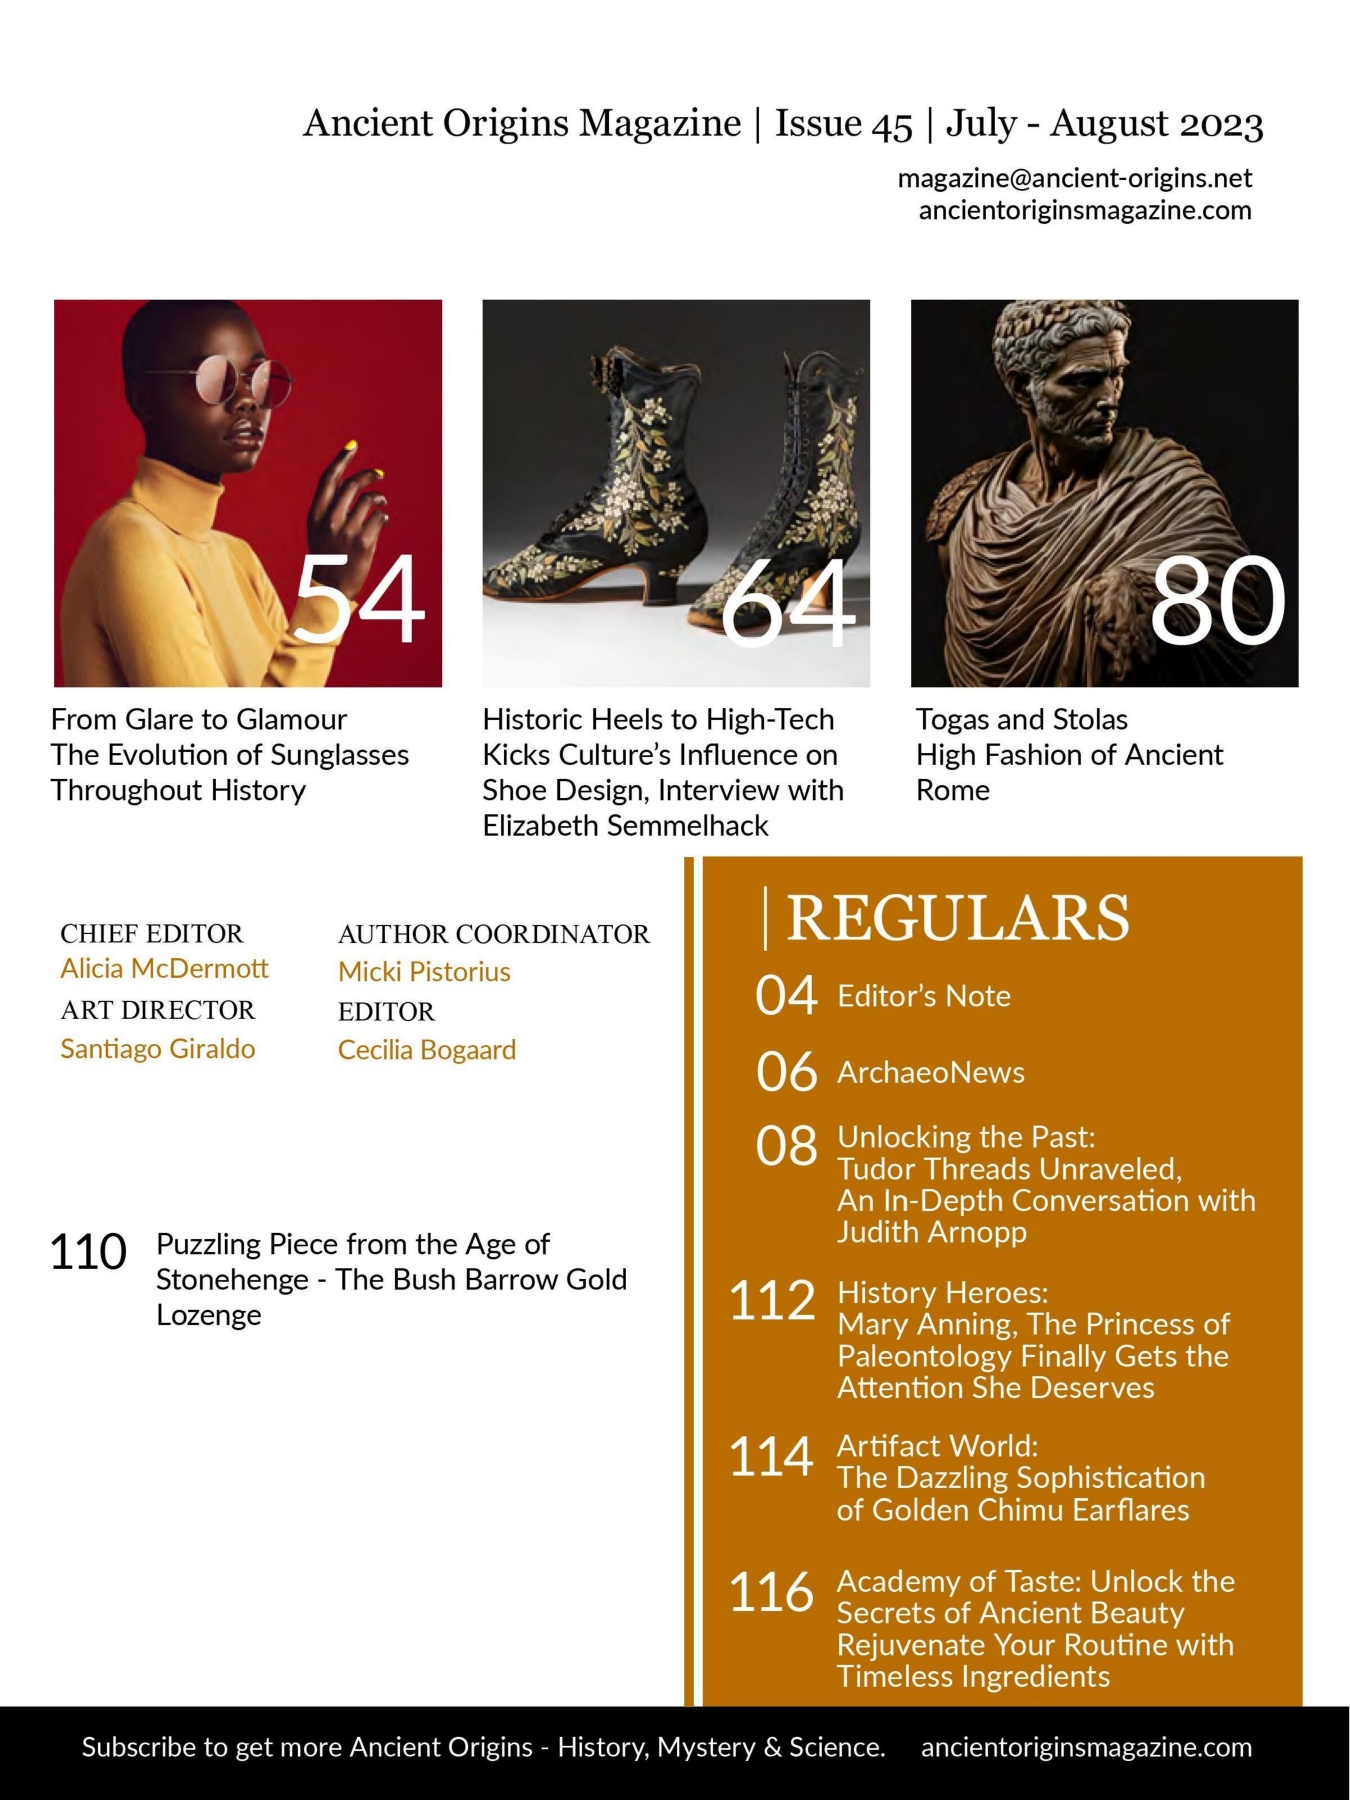 Ancient Origins Magazine | Issue 45 | July - August 2023
magazine@ancient-origins.net
ancientoriginsmagazine.com
54
64
80
From Glare to Glamour
The Evolution of Sunglasses
Throughout History
Historic Heels to High-Tech
Kicks Culture’s Influence on
Shoe Design, Interview with
Elizabeth Semmelhack
Togas and Stolas
High Fashion of Ancient
Rome
CHIEF EDITOR
Alicia McDermott
ART DIRECTOR
Santiago Giraldo
AUTHOR COORDINATOR
Micki Pistorius
EDITOR
Cecilia Bogaard
110 Puzzling Piece from the Age of
Stonehenge - The Bush Barrow Gold
Lozenge
REGULARS
04 Editor’s Note
06 ArchaeoNews
08 Unlocking the Past:
Tudor Threads Unraveled,
An In-Depth Conversation with
Judith Arnopp
112 History Heroes:
Mary Anning, The Princess of
Paleontology Finally Gets the
Attention She Deserves
114 Artifact World:
The Dazzling Sophistication
of Golden Chimu Earflares
116 Academy of Taste: Unlock the
Secrets of Ancient Beauty
Rejuvenate Your Routine with
Timeless Ingredients
Subscribe to get more Ancient Origins - History, Mystery & Science. ancientoriginsmagazine.com